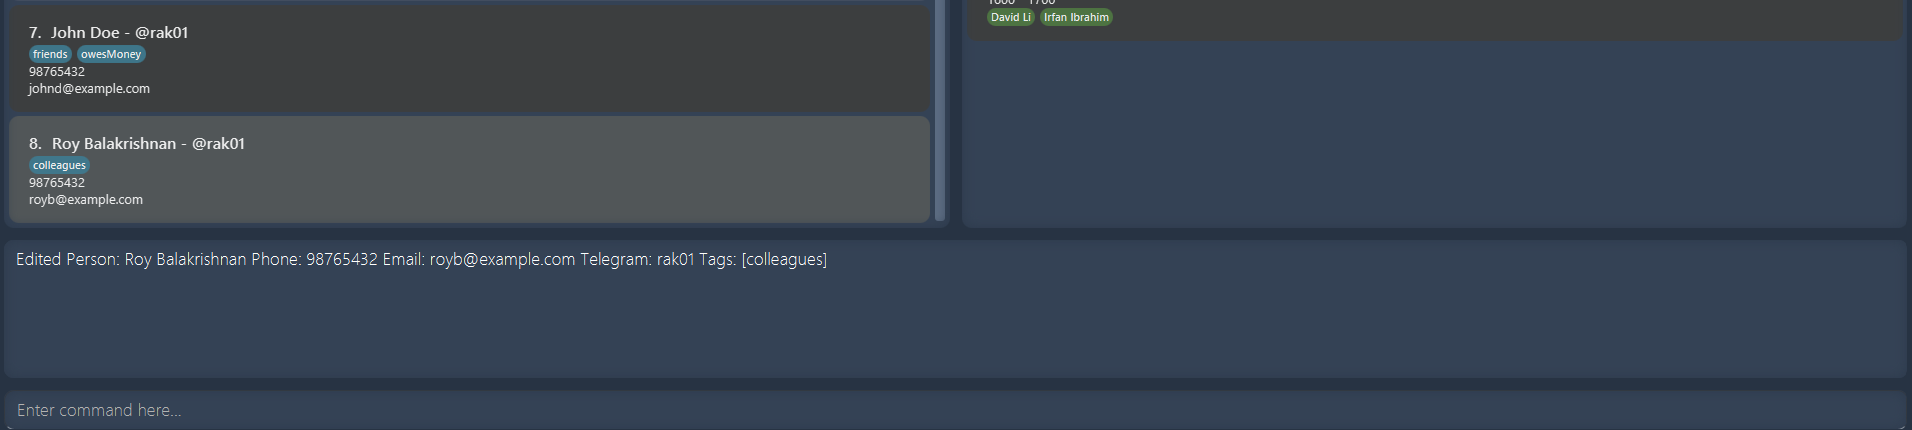 7. John Doe - @rak01
friends owesMoney
98765432
johnd@example.com
8. Roy Balakrishnan - @rak01
colleagues
98765432
royb@example.com
David Li Irfan Ibrahim
Edited Person: Roy Balakrishnan Phone: 98765432 Email: royb@example.com Telegram: rak01 Tags: [colleagues]
Enter command here...